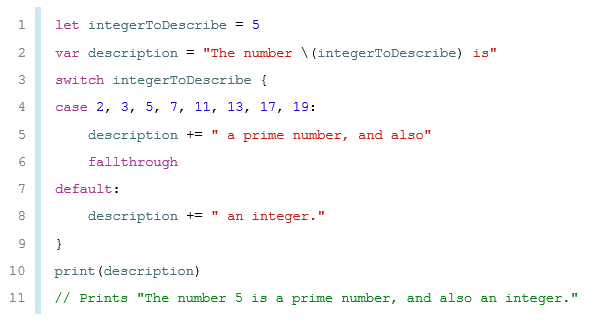 1 let integerToDescribe = 5
2 var description = "The number \(integerToDescribe) is"
3 switch integerToDescribe {
4 case 2, 3, 5, 7, 11, 13, 17, 19:
5     description += " a prime number, and also"
6     fallthrough
7 default:
8     description += " an integer."
9 }
10 print(description)
11 // Prints "The number 5 is a prime number, and also an integer."